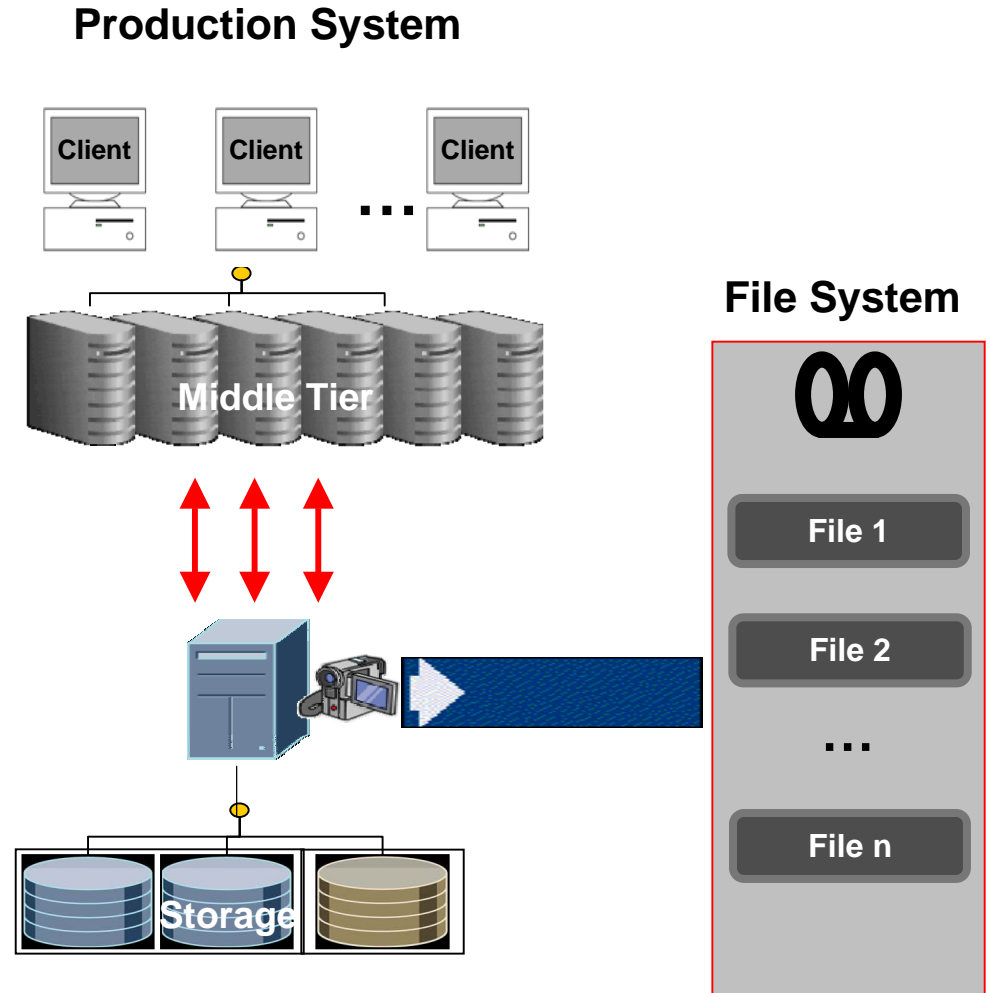 Production System
Client
Client
...
Client
Middle Tier
Storage
File System
File 1
File 2
...
File n